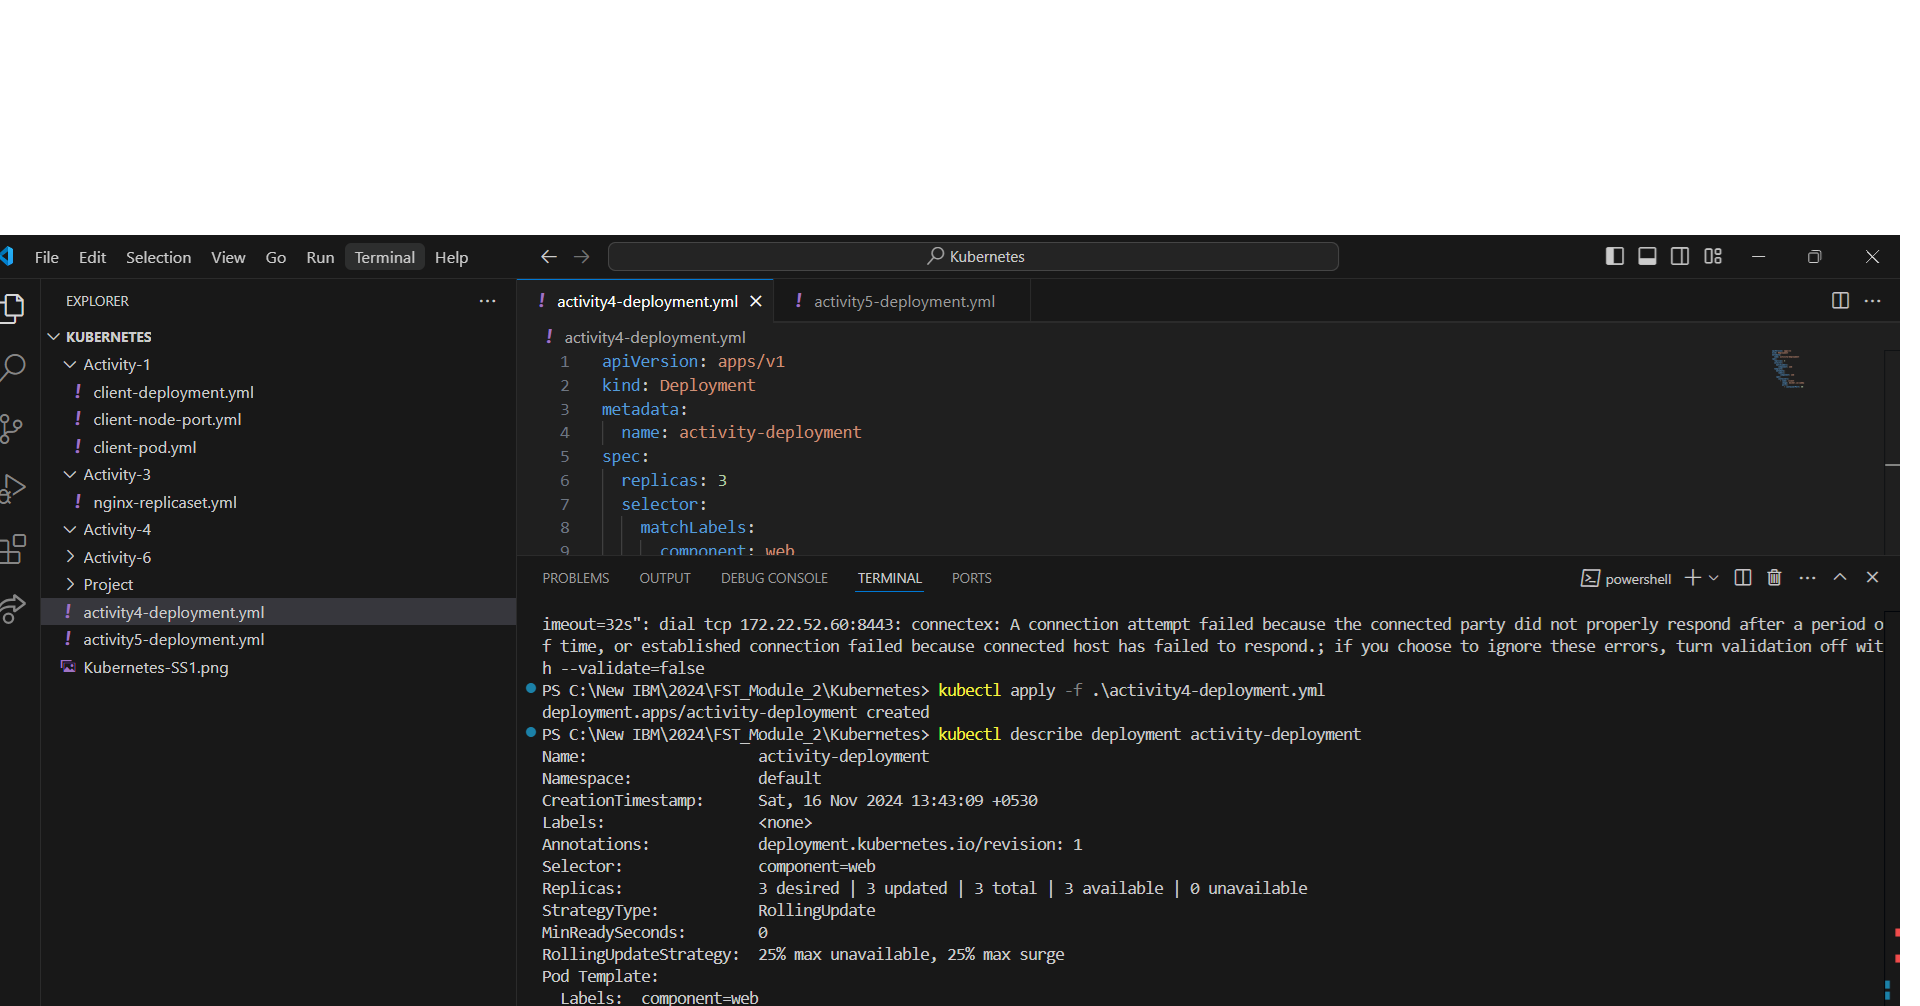 File Edit Selection View Go Run Terminal Help
Kubernetes
EXPLORER
KUBERNETES
Activity-1
client-deployment.yml
client-node-port.yml
client-pod.yml
Activity-3
nginx-replicaset.yml
Activity-4
Activity-6
Project
activity4-deployment.yml
activity5-deployment.yml
Kubernetes-SS1.png
activity4-deployment.yml activity5-deployment.yml
activity4-deployment.yml
1 apiVersion: apps/v1
2 kind: Deployment
3 metadata:
4 name: activity-deployment
5 spec:
6 replicas: 3
7 selector:
8 matchLabels:
9 component: web
PROBLEMS OUTPUT DEBUG CONSOLE TERMINAL PORTS
powershell
imeout=32s": dial tcp 172.22.52.60:8443: connectex: A connection attempt failed because the connected party did not properly respond after a period o
f time, or established connection failed because connected host has failed to respond.; if you choose to ignore these errors, turn validation off wit
h --validate=false
PS C:\New IBM\2024\FST_Module_2\Kubernetes> kubectl apply -f .\activity4-deployment.yml
deployment.apps/activity-deployment created
PS C:\New IBM\2024\FST_Module_2\Kubernetes> kubectl describe deployment activity-deployment
Name: activity-deployment
Namespace: default
CreationTimestamp: Sat, 16 Nov 2024 13:43:09 +0530
Labels: <none>
Annotations: deployment.kubernetes.io/revision: 1
Selector: component=web
Replicas: 3 desired | 3 updated | 3 total | 3 available | 0 unavailable
StrategyType: RollingUpdate
MinReadySeconds: 0
RollingUpdateStrategy: 25% max unavailable, 25% max surge
Pod Template:
Labels: component=web